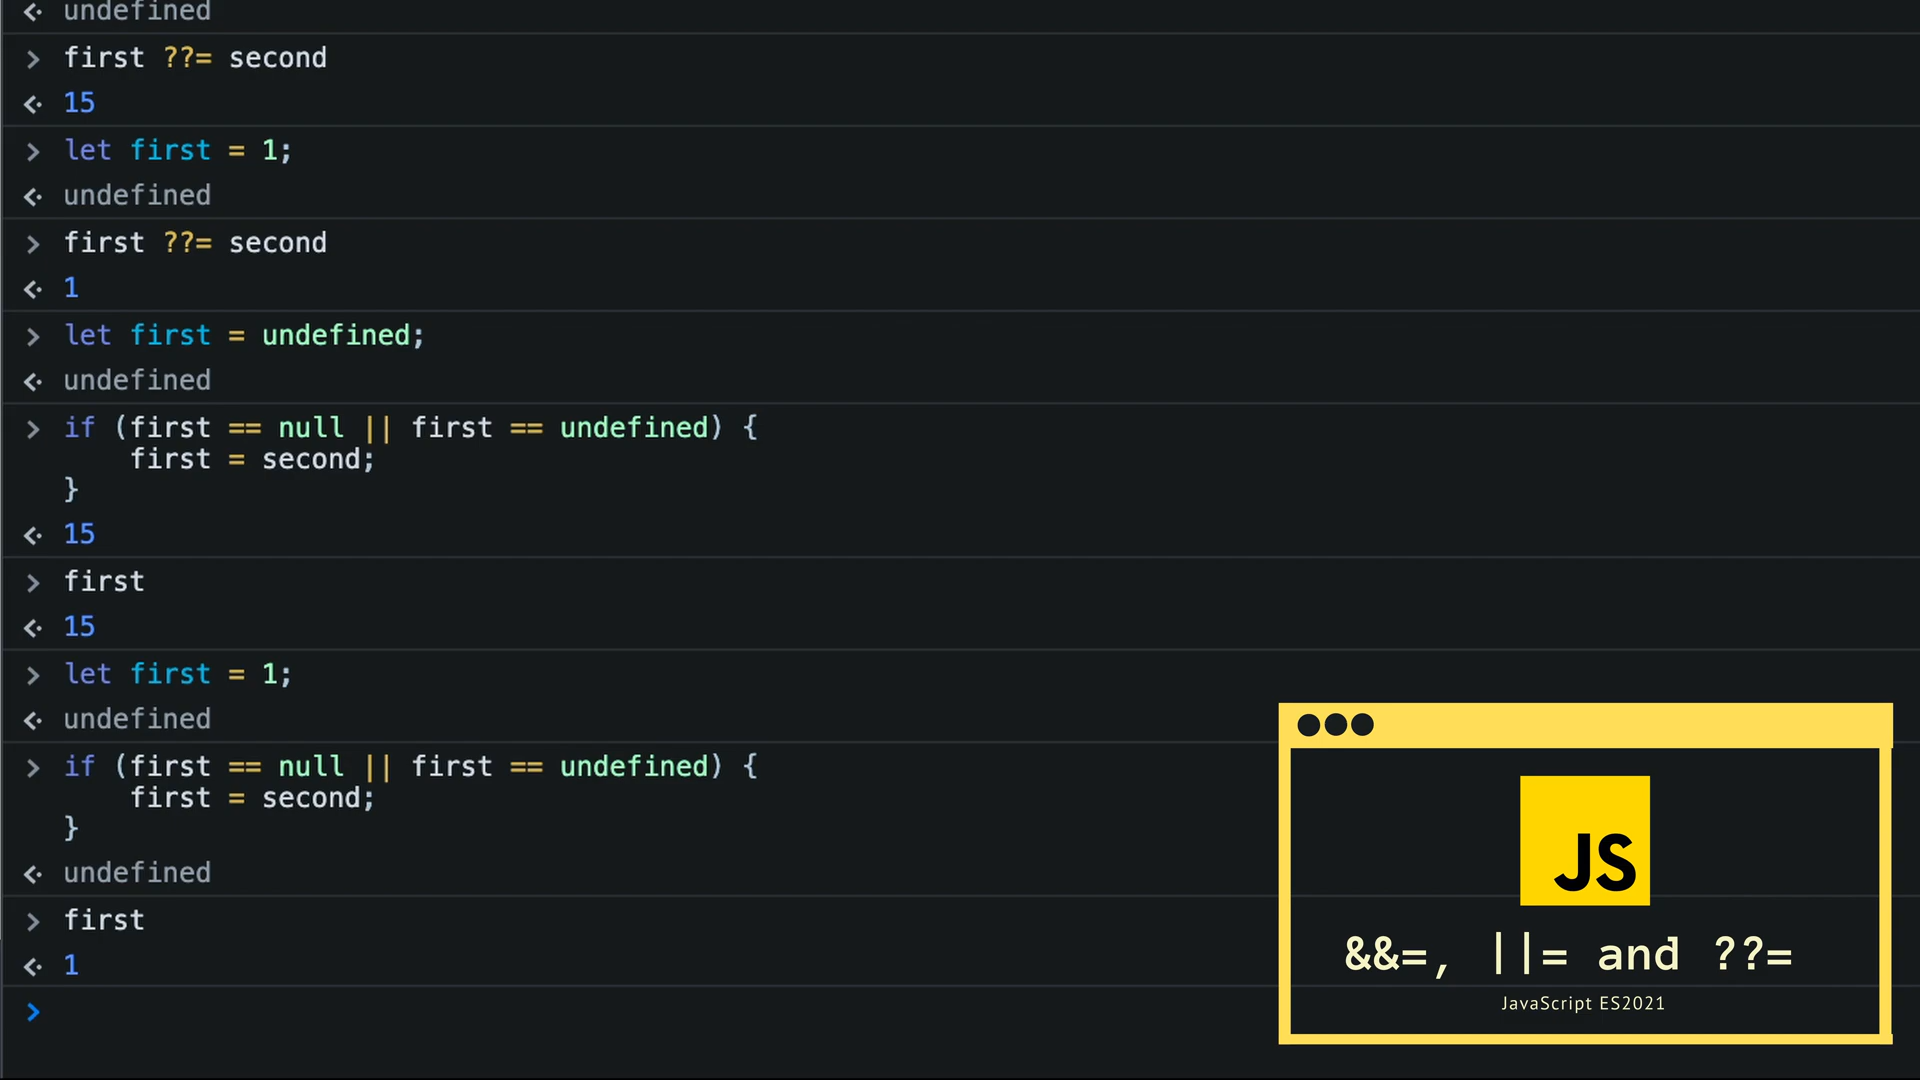 undefined
> first ??= second
<· 15
> let first = 1;
<· undefined
> first ??= second
<· 1
> let first = undefined;
<· undefined
> if (first == null || first == undefined) {
    first = second;
}
<· 15
> first
<· 15
> let first = 1;
<· undefined
> if (first == null || first == undefined) {
    first = second;
}
<· undefined
> first
<· 1
>
JS
&&=, ||= and ??=
JavaScript ES2021